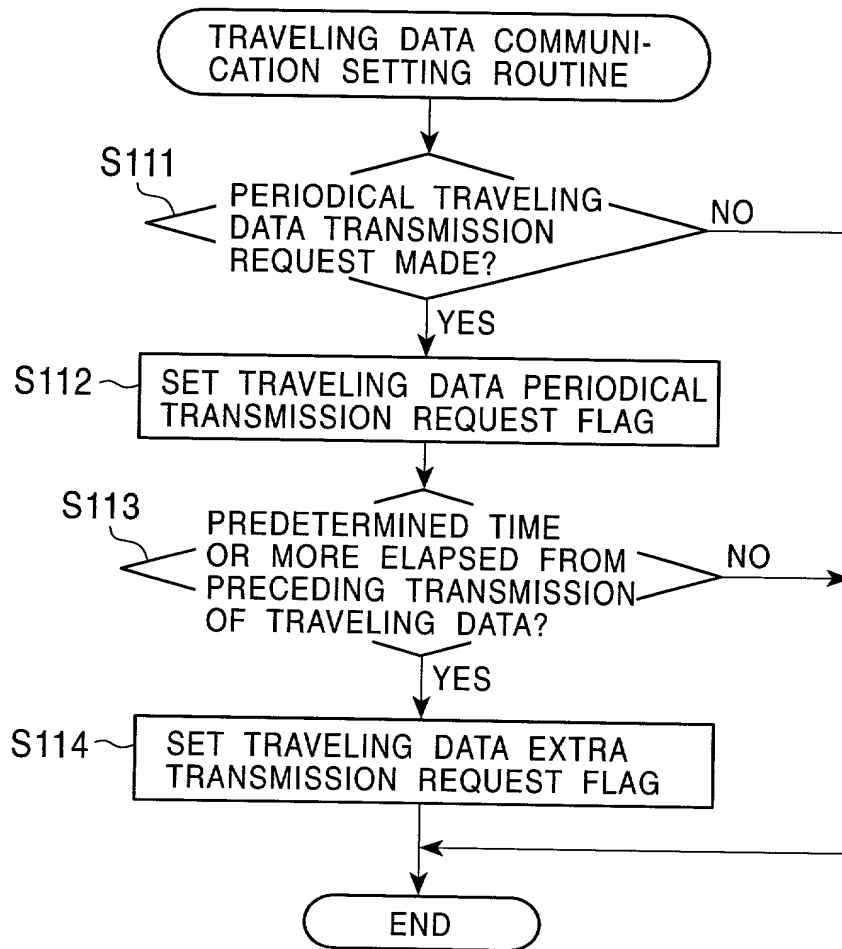 TRAVELING DATA COMMUNI-
CATION SETTING ROUTINE
S111
PERIODICAL TRAVELING
DATA TRANSMISSION
REQUEST MADE?
NO
YES
S112
SET TRAVELING DATA PERIODICAL
TRANSMISSION REQUEST FLAG
S113
PREDETERMINED TIME
OR MORE ELAPSED FROM
PRECEDING TRANSMISSION
OF TRAVELING DATA?
NO
YES
S114
SET TRAVELING DATA EXTRA
TRANSMISSION REQUEST FLAG
END